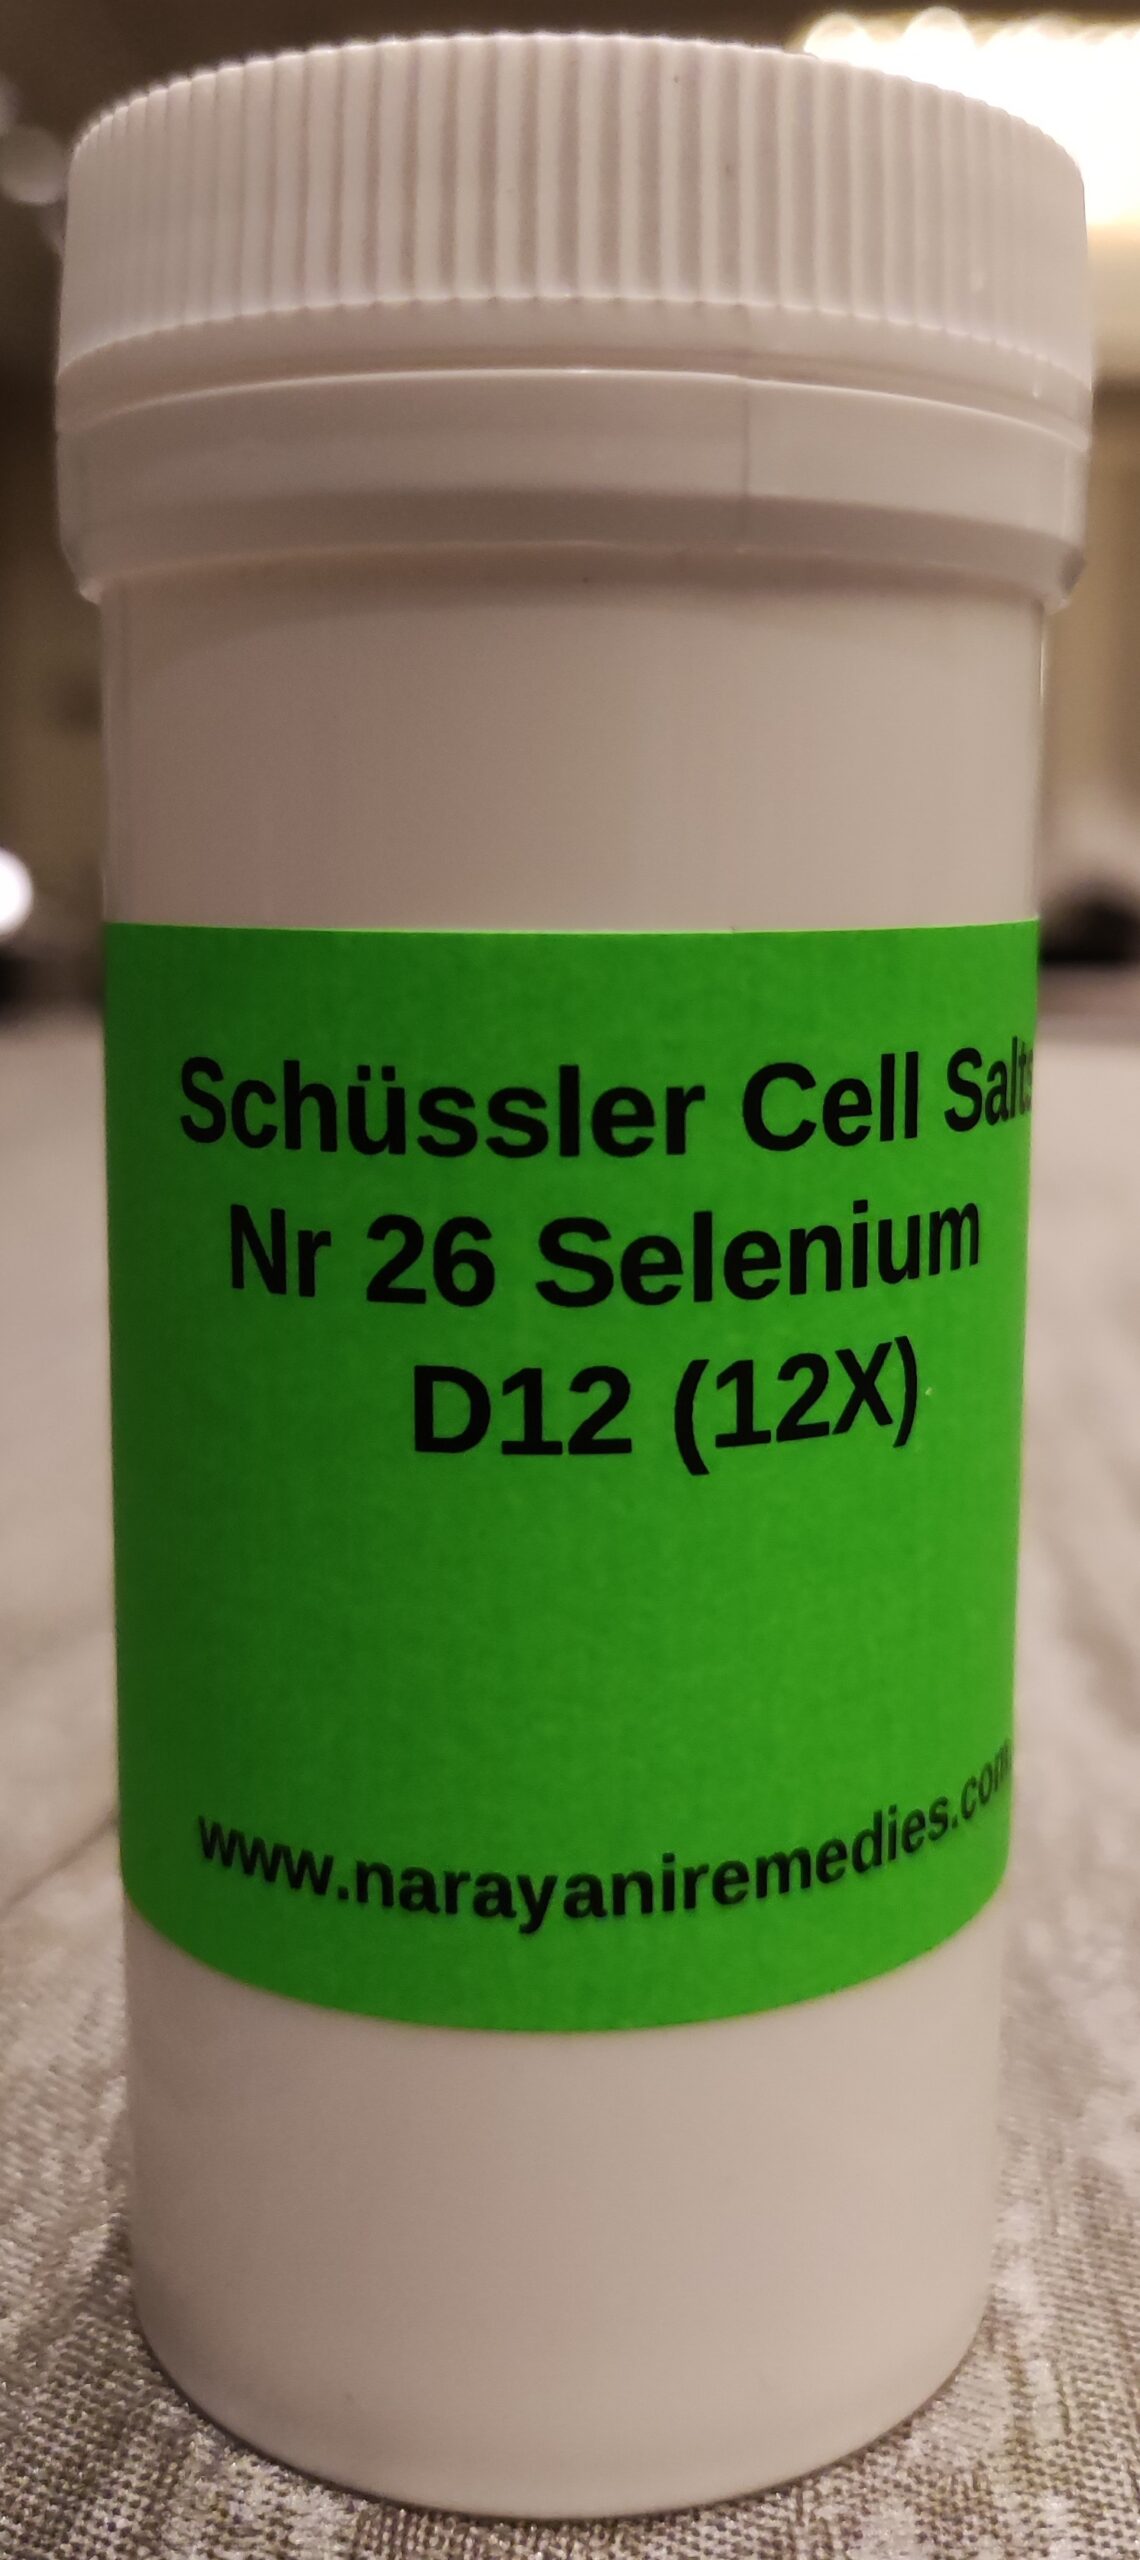 Schüssler Cell Salts
Nr 26 Selenium
D12 (12X)
www.narayaniremedies.com